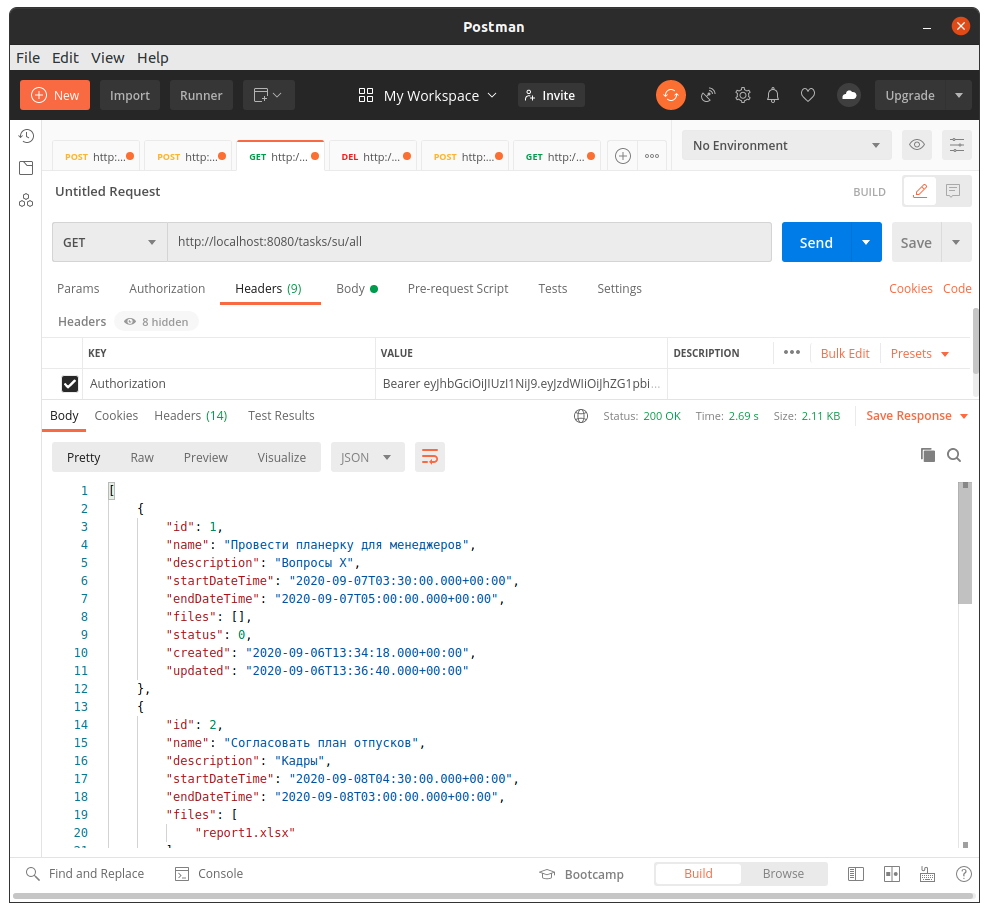 Postman
File Edit View Help
New Import Runner My Workspace Invite Upgrade
POST http:... POST http:... GET http:/... DEL http:/... POST http:... GET http:/... No Environment
Untitled Request BUILD
GET http://localhost:8080/tasks/su/all Send Save
Params Authorization Headers (9) Body Pre-request Script Tests Settings Cookies Code
Headers 8 hidden
KEY VALUE DESCRIPTION ••• Bulk Edit Presets
Authorization Bearer eyJhbGciOiJIUzI1NiJ9.eyJzdWIiOiJhZG1pbi...
Body Cookies Headers (14) Test Results Status: 200 OK Time: 2.69 s Size: 2.11 KB Save Response
Pretty Raw Preview Visualize JSON
1 [
2 {
3 "id": 1,
4 "name": "Провести планерку для менеджеров",
5 "description": "Вопросы X",
6 "startDateTime": "2020-09-07T03:30:00.000+00:00",
7 "endDateTime": "2020-09-07T05:00:00.000+00:00",
8 "files": [],
9 "status": 0,
10 "created": "2020-09-06T13:34:18.000+00:00",
11 "updated": "2020-09-06T13:36:40.000+00:00"
12 },
13 {
14 "id": 2,
15 "name": "Согласовать план отпусков",
16 "description": "Кадры",
17 "startDateTime": "2020-09-08T04:30:00.000+00:00",
18 "endDateTime": "2020-09-08T03:00:00.000+00:00",
19 "files": [
20 "report1.xlsx"
Find and Replace Console Bootcamp Build Browse